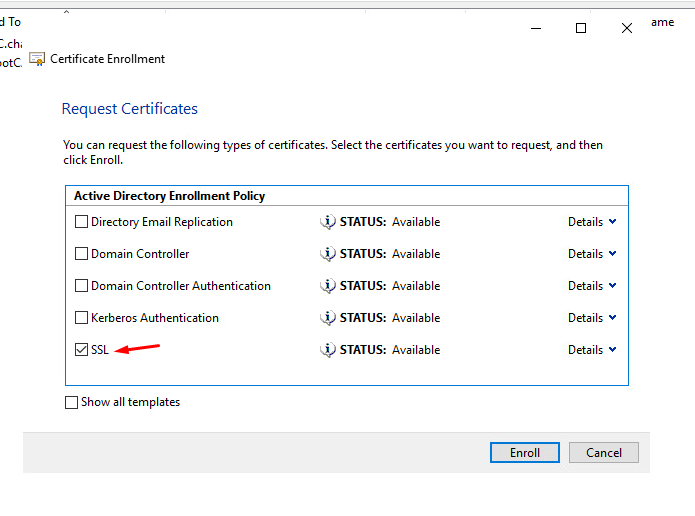 d To
ame
C.cha
ootC.
Certificate Enrollment
Request Certificates
You can request the following types of certificates. Select the certificates you want to request, and then
click Enroll.
Active Directory Enrollment Policy
Directory Email Replication STATUS: Available Details
Domain Controller STATUS: Available Details
Domain Controller Authentication STATUS: Available Details
Kerberos Authentication STATUS: Available Details
SSL STATUS: Available Details
Show all templates
Enroll Cancel